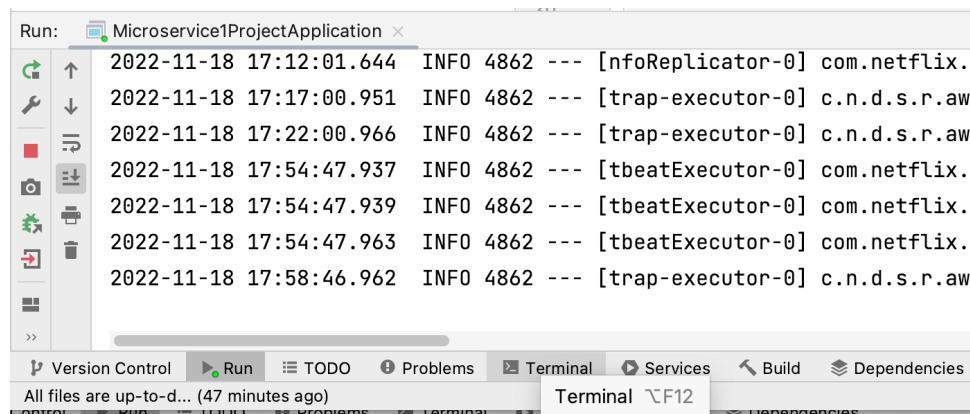 Run: Microservice1ProjectApplication
2022-11-18 17:12:01.644 INFO 4862 --- [nfoReplicator-0] com.netflix.
2022-11-18 17:17:00.951 INFO 4862 --- [trap-executor-0] c.n.d.s.r.aw
2022-11-18 17:22:00.966 INFO 4862 --- [trap-executor-0] c.n.d.s.r.aw
2022-11-18 17:54:47.937 INFO 4862 --- [tbeatExecutor-0] com.netflix.
2022-11-18 17:54:47.939 INFO 4862 --- [tbeatExecutor-0] com.netflix.
2022-11-18 17:54:47.963 INFO 4862 --- [tbeatExecutor-0] com.netflix.
2022-11-18 17:58:46.962 INFO 4862 --- [trap-executor-0] c.n.d.s.r.aw
Version Control Run TODO Problems Terminal Services Build Dependencies
All files are up-to-d... (47 minutes ago)
Terminal ⌥F12